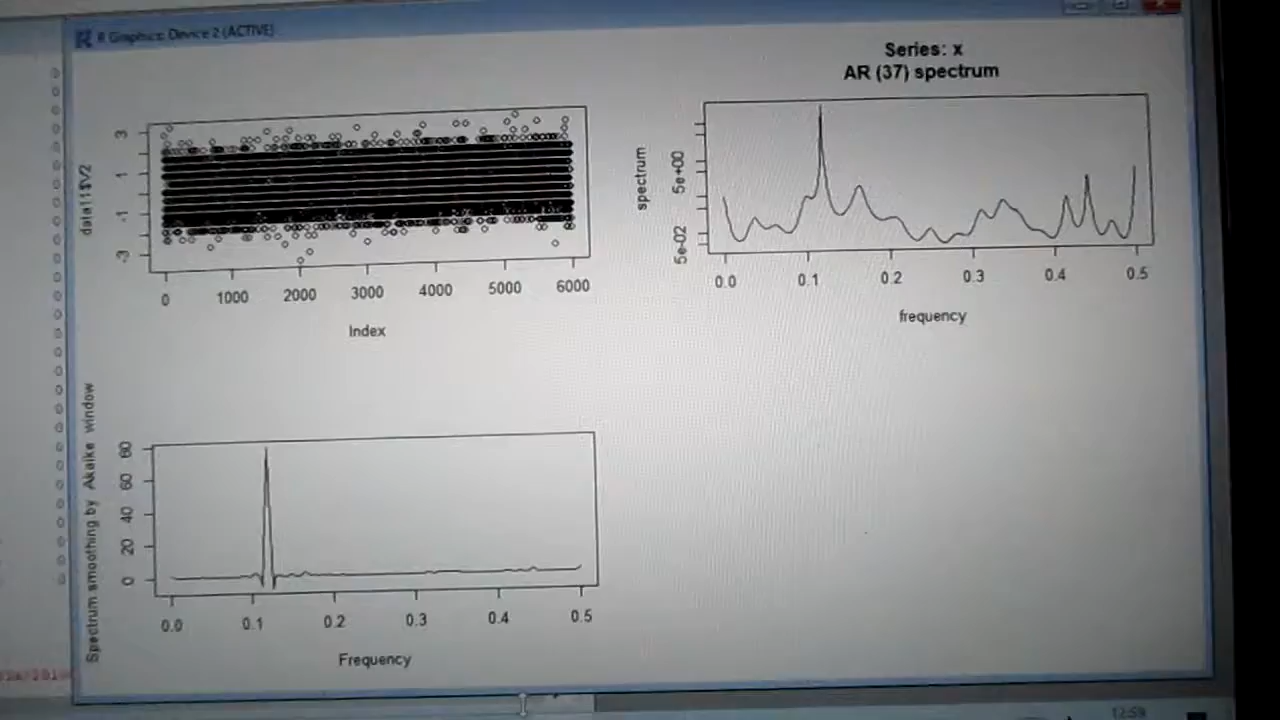 R Graphics: Device 2 (ACTIVE)
Series: x
AR (37) spectrum
data11$V2
3
1
-1
-3
0
1000
2000
3000
4000
5000
6000
Index
spectrum
5e+00
5e-02
0.0
0.1
0.2
0.3
0.4
0.5
frequency
Spectrum smoothing by Akaike window
80
60
40
20
0
0.0
0.1
0.2
0.3
0.4
0.5
Frequency
12:59